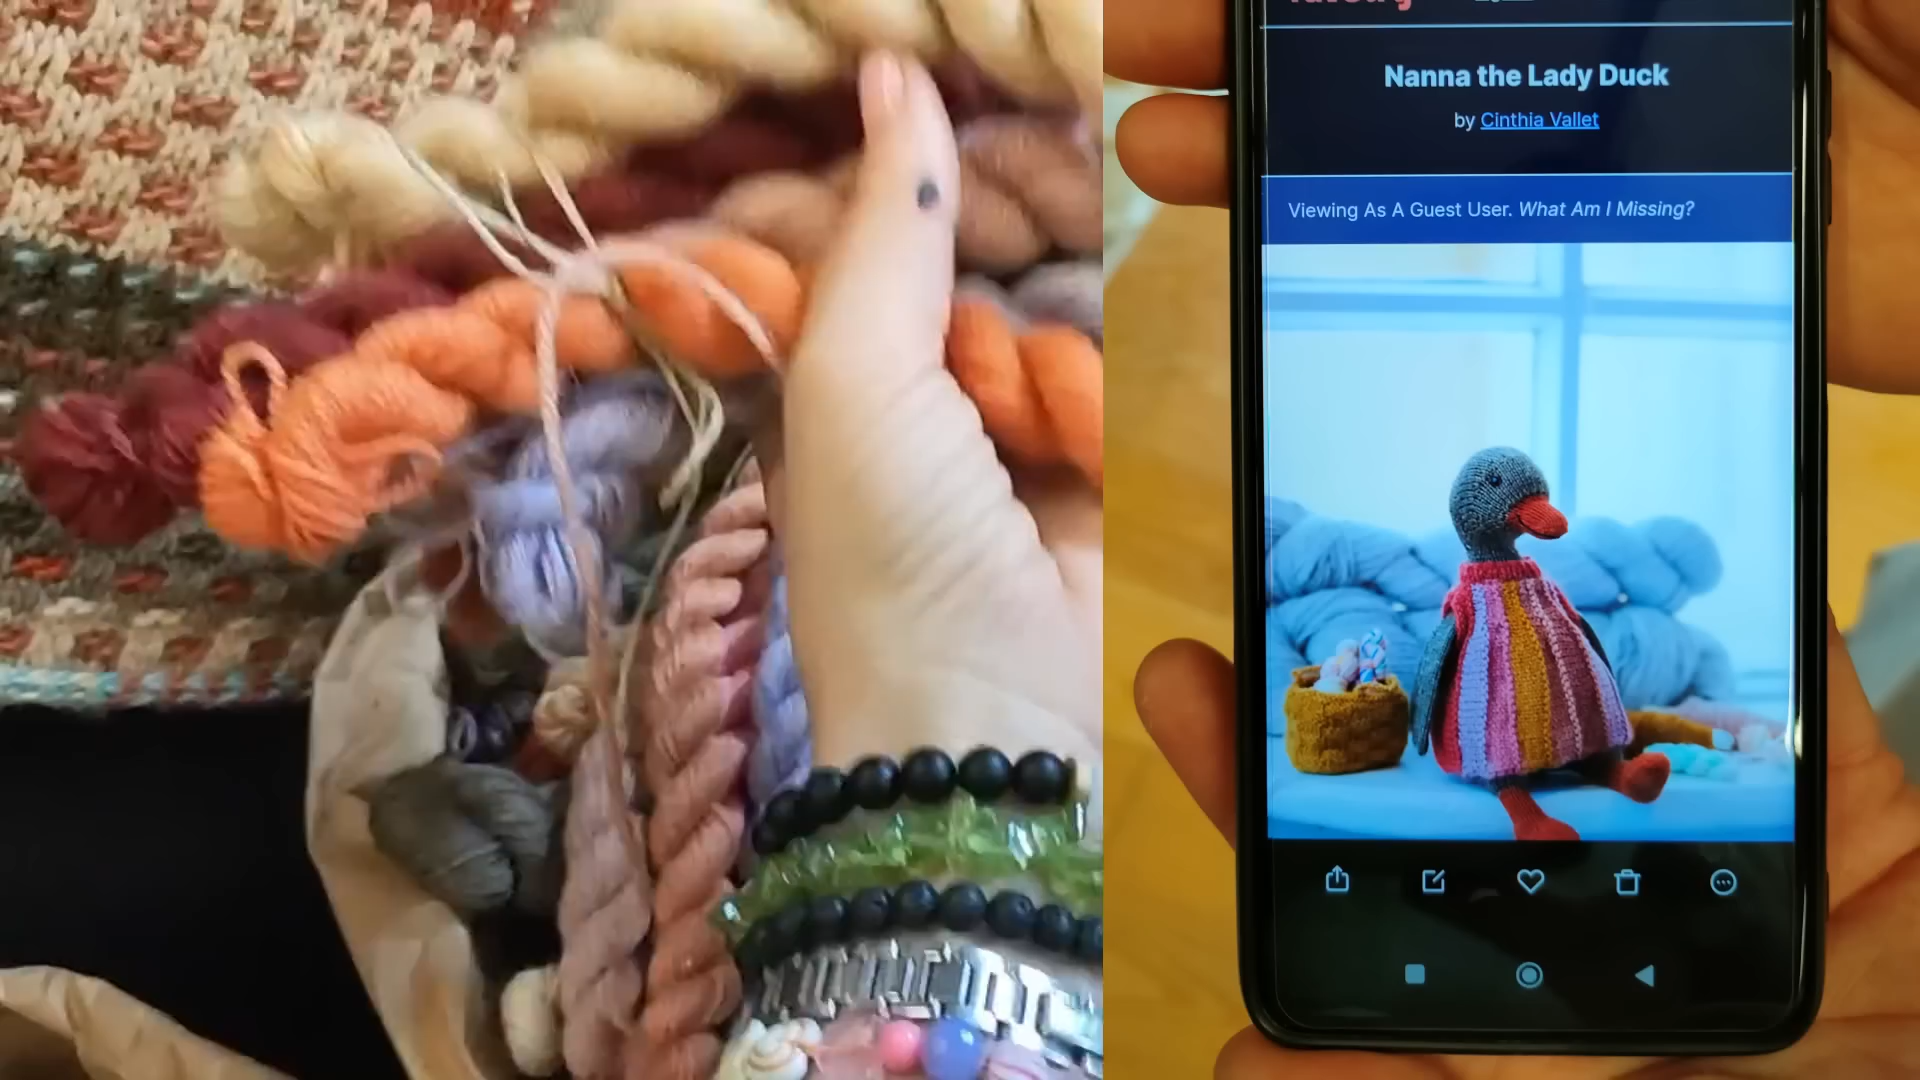 Nanna the Lady Duck
by Cinthia Vallet
Viewing As A Guest User. What Am I Missing?